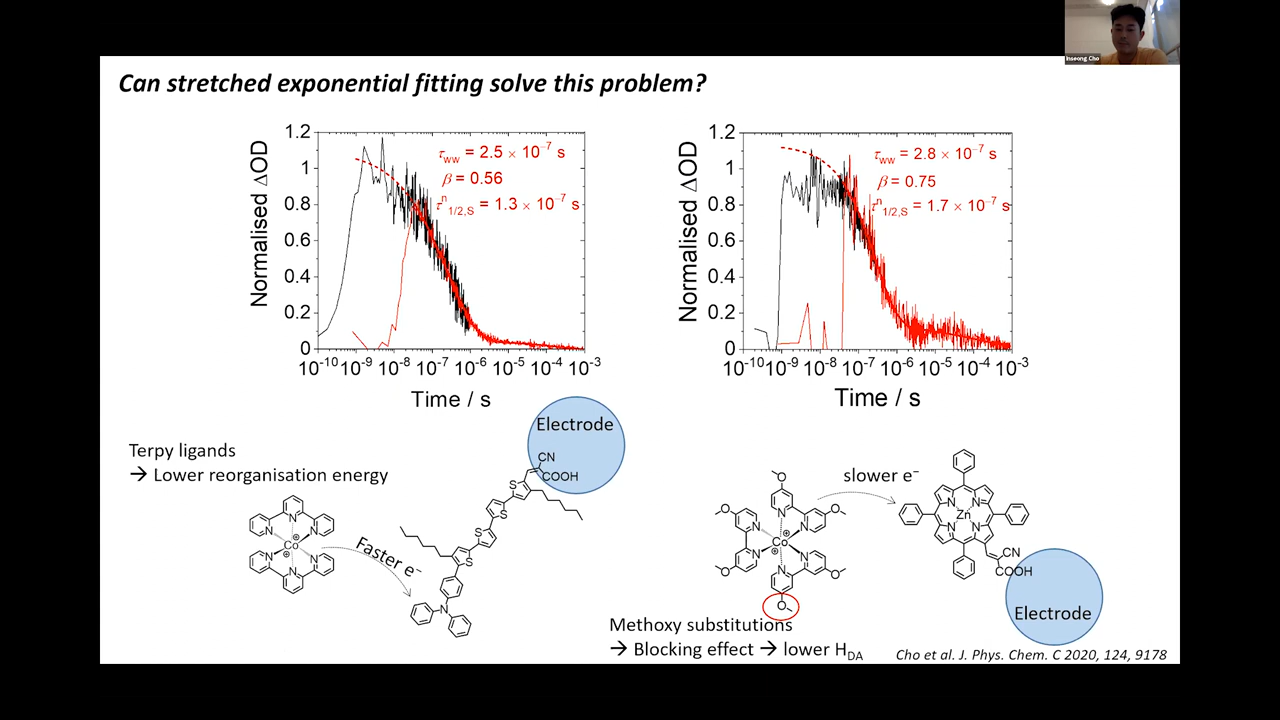 Inseong Cho
Can stretched exponential fitting solve this problem?
1.2
1
0.8
0.6
0.4
0.2
0
Normalised ΔOD
τww = 2.5 × 10⁻⁷ s
β = 0.56
τⁿ1/2,S = 1.3 × 10⁻⁷ s
10⁻¹⁰ 10⁻⁹ 10⁻⁸ 10⁻⁷ 10⁻⁶ 10⁻⁵ 10⁻⁴ 10⁻³
Time / s
1.2
1
0.8
0.6
0.4
0.2
0
Normalised ΔOD
τww = 2.8 × 10⁻⁷ s
β = 0.75
τⁿ1/2,S = 1.7 × 10⁻⁷ s
10⁻¹⁰ 10⁻⁹ 10⁻⁸ 10⁻⁷ 10⁻⁶ 10⁻⁵ 10⁻⁴ 10⁻³
Time / s
Terpy ligands
→ Lower reorganisation energy
Electrode
CN
COOH
S
S
S
S
N
N N
N N
N
Co
⊕
⊕
Faster e⁻
slower e⁻
O
O
O
O
O
O
N
N
N
N
N
N
Co
⊕
⊕
N
N
N
N
Zn
CN
COOH
Electrode
Methoxy substitutions
→ Blocking effect → lower HDA
Cho et al. J. Phys. Chem. C 2020, 124, 9178